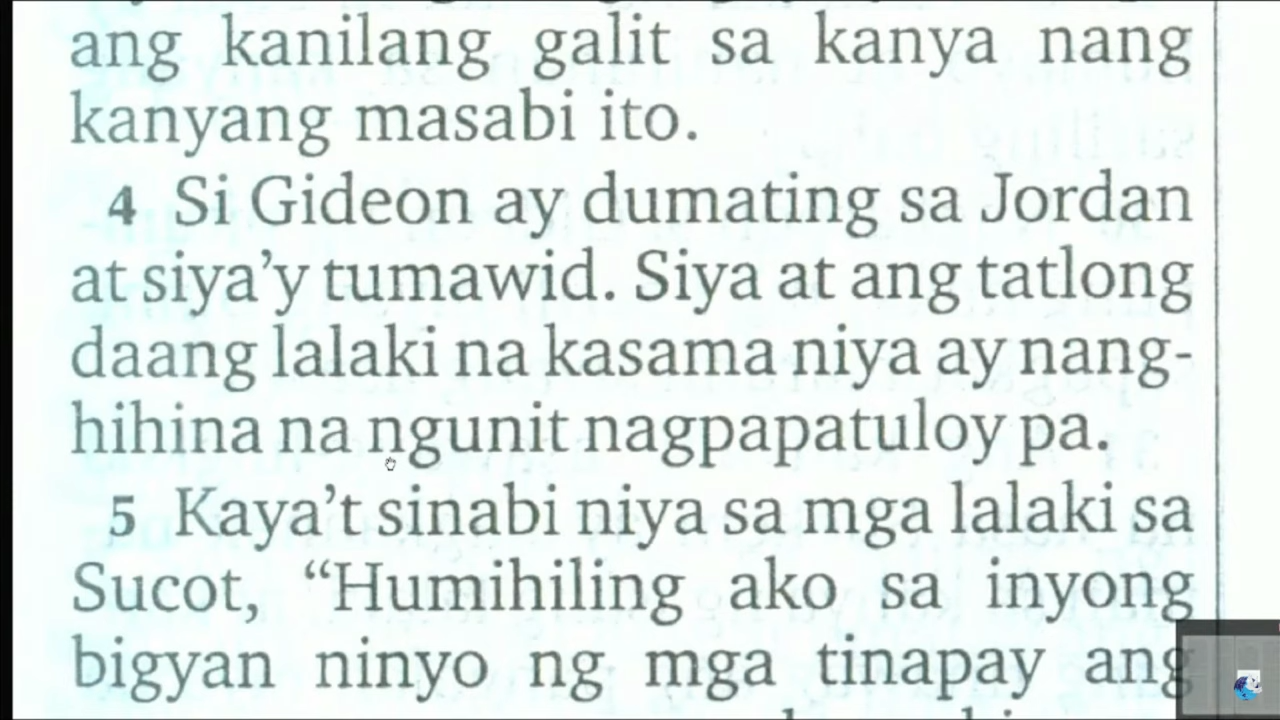 ang kanilang galit sa kanya nang
kanyang masabi ito.
4 Si Gideon ay dumating sa Jordan
at siya’y tumawid. Siya at ang tatlong
daang lalaki na kasama niya ay nang-
hihina na ngunit nagpapatuloy pa.
5 Kaya’t sinabi niya sa mga lalaki sa
Sucot, “Humihiling ako sa inyong
bigyan ninyo ng mga tinapay ang